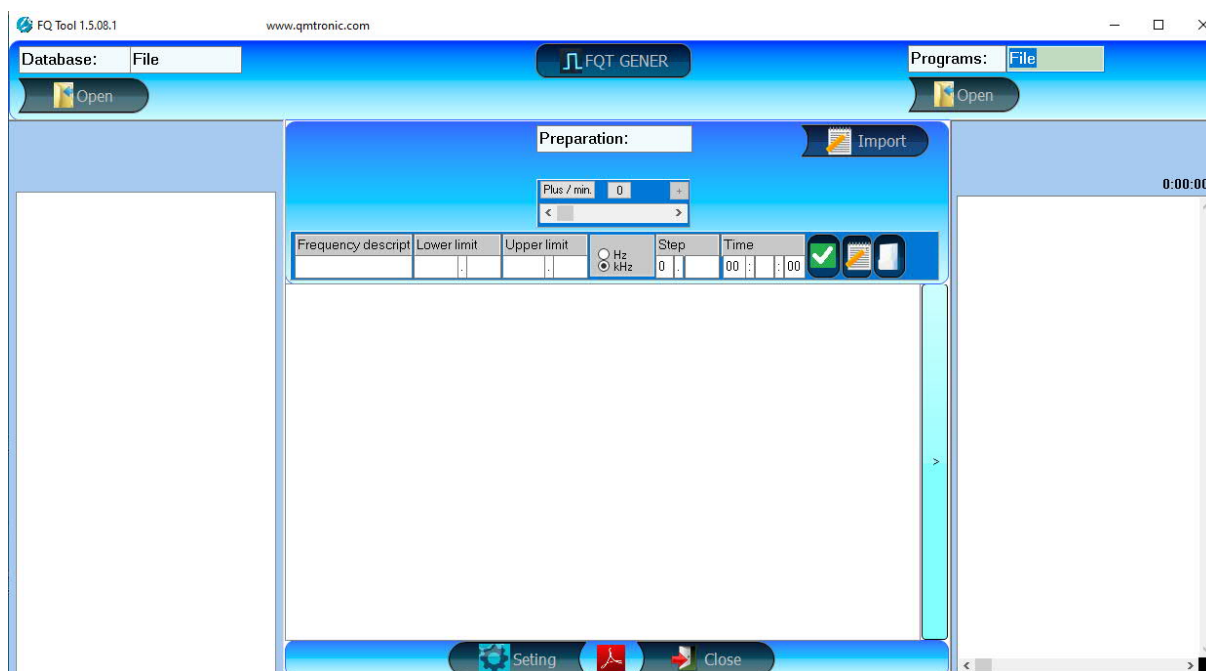 FQ Tool 1.5.08.1 www.qmtronic.com
Database: File
FQT GENER
Programs: File
Open
Open
Preparation:
Import
Plus / min. 0 +
0:00:00
< >
Frequency descript Lower limit Upper limit Hz kHz Step Time
. . 0 . 00 : : 00
>
Seting Close
< >